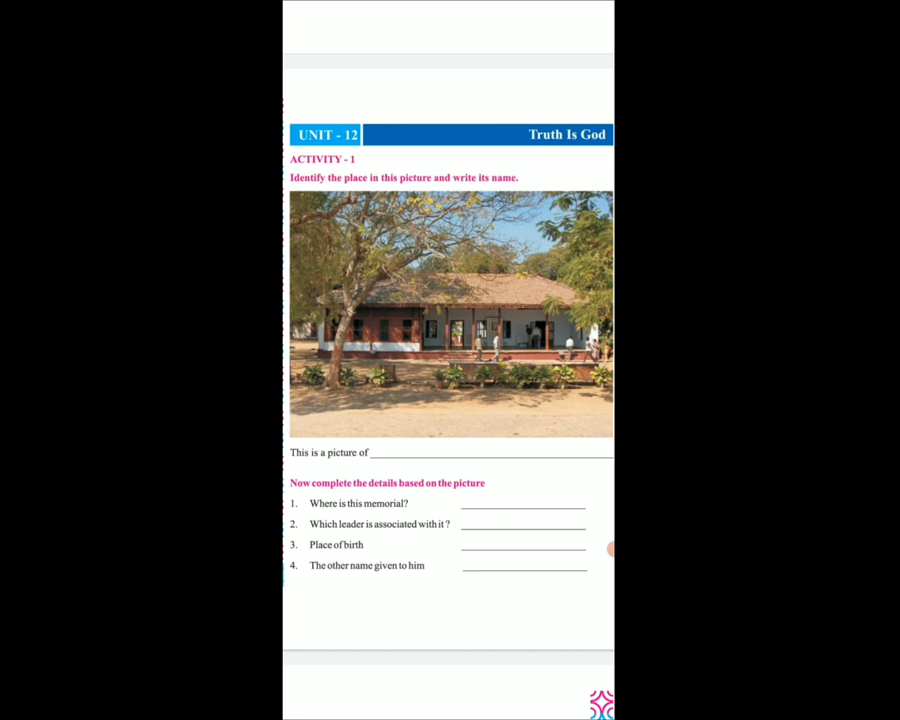 UNIT - 12 Truth Is God
ACTIVITY - 1
Identify the place in this picture and write its name.
This is a picture of
Now complete the details based on the picture
1. Where is this memorial?
2. Which leader is associated with it ?
3. Place of birth
4. The other name given to him